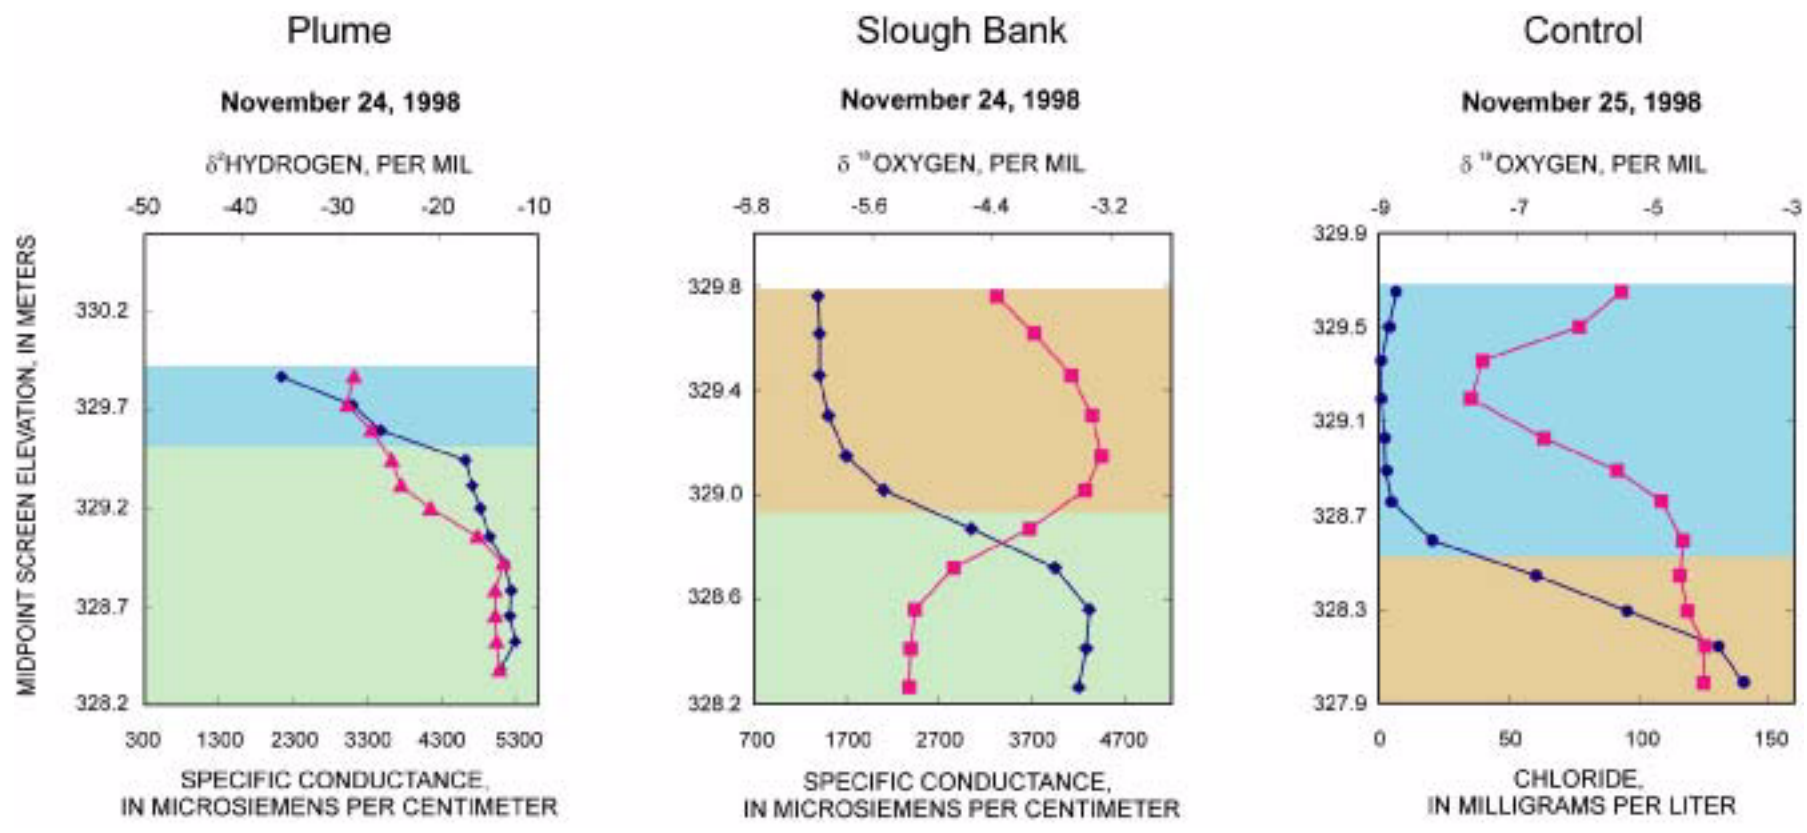 Plume
November 24, 1998
δ²HYDROGEN, PER MIL
-50 -40 -30 -20 -10
MIDPOINT SCREEN ELEVATION, IN METERS
330.2
329.7
329.2
328.7
328.2
300 1300 2300 3300 4300 5300
SPECIFIC CONDUCTANCE,
IN MICROSIEMENS PER CENTIMETER
Slough Bank
November 24, 1998
δ ¹⁸OXYGEN, PER MIL
-6.8 -5.6 -4.4 -3.2
329.8
329.4
329.0
328.6
328.2
700 1700 2700 3700 4700
SPECIFIC CONDUCTANCE,
IN MICROSIEMENS PER CENTIMETER
Control
November 25, 1998
δ ¹⁸OXYGEN, PER MIL
-9 -7 -5 -3
329.9
329.5
329.1
328.7
328.3
327.9
0 50 100 150
CHLORIDE,
IN MILLIGRAMS PER LITER